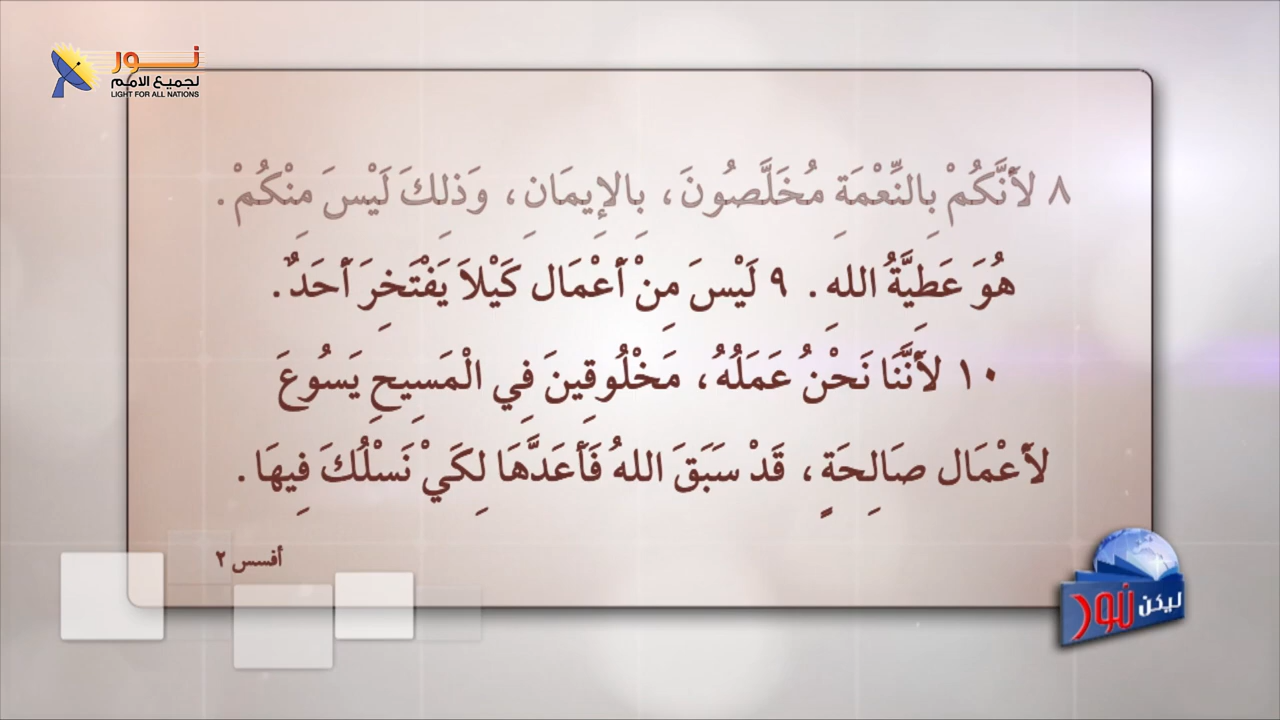 نور
لجميع الامم
LIGHT FOR ALL NATIONS
٨ لأَنَّكُمْ بِالنِّعْمَةِ مُخَلَّصُونَ، بِالإِيمَانِ، وَذلِكَ لَيْسَ مِنْكُمْ.
هُوَ عَطِيَّةُ اللهِ. ٩ لَيْسَ مِنْ أَعْمَال كَيْلاَ يَفْتَخِرَ أَحَدٌ.
١٠ لأَنَّنَا نَحْنُ عَمَلُهُ، مَخْلُوقِينَ فِي الْمَسِيحِ يَسُوعَ
لأَعْمَال صَالِحَةٍ، قَدْ سَبَقَ اللهُ فَأَعَدَّهَا لِكَيْ نَسْلُكَ فِيهَا.
أفسس ٢
ليكن نور